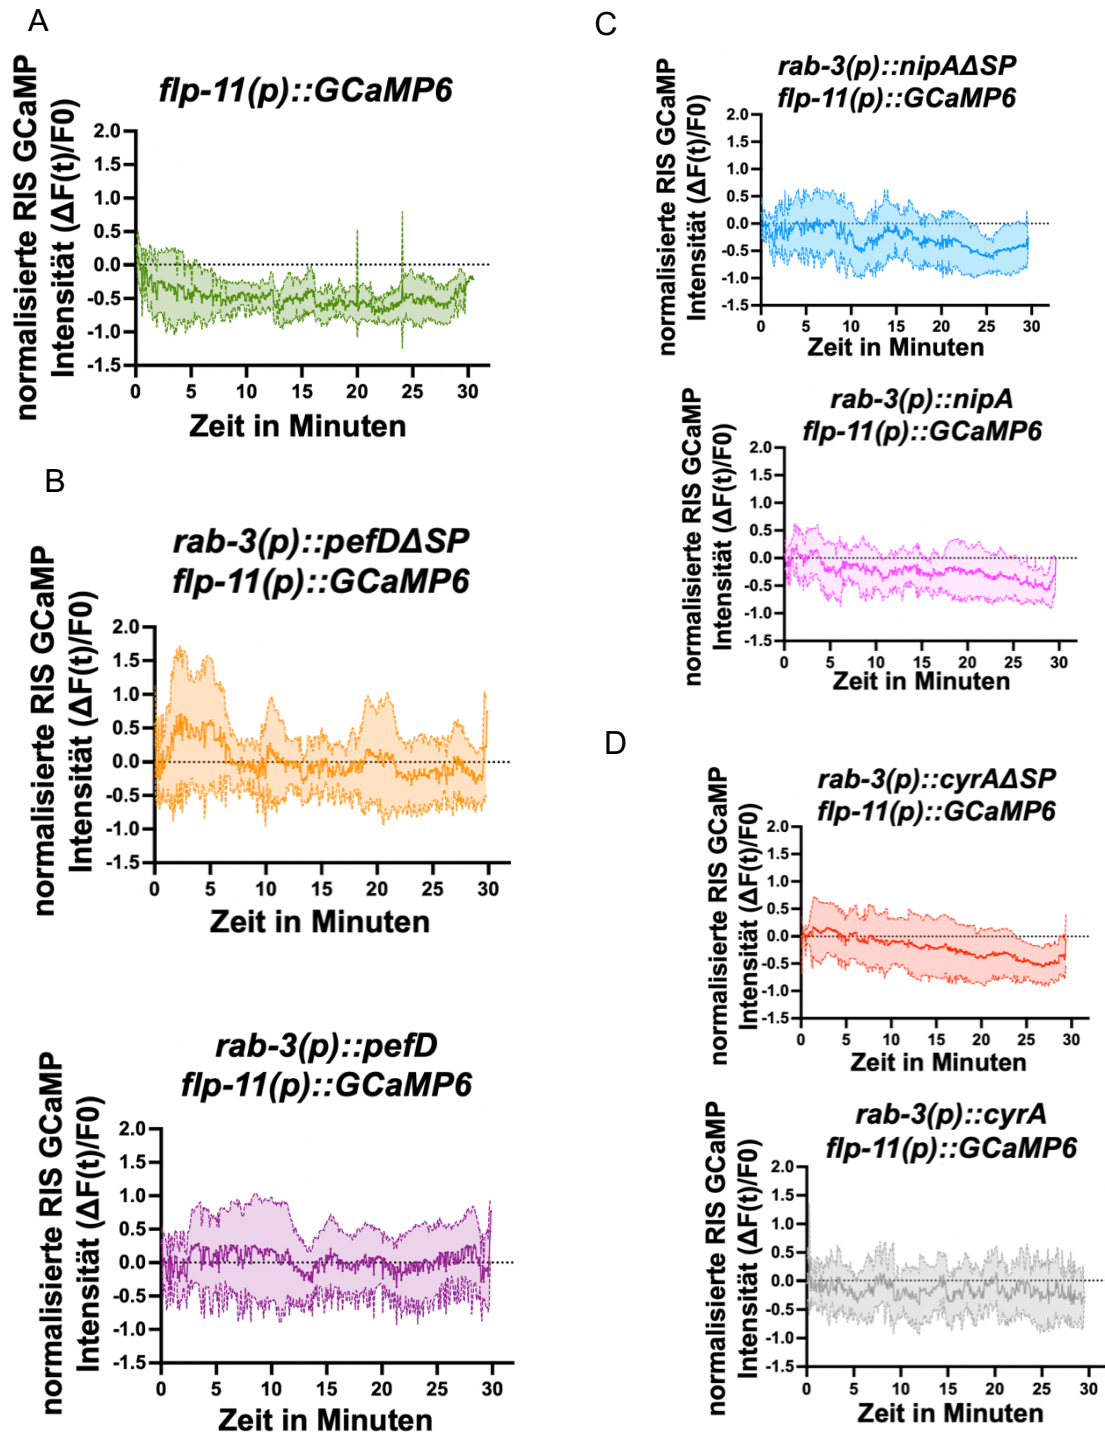 A
flp-11(p)::GCaMP6
normalisierte RIS GCaMP
Intensität (ΔF(t)/F0)
2.0
1.5
1.0
0.5
0.0
-0.5
-1.0
-1.5
0 5 10 15 20 25 30
Zeit in Minuten
B
rab-3(p)::pefDΔSP
flp-11(p)::GCaMP6
normalisierte RIS GCaMP
Intensität (ΔF(t)/F0)
2.0
1.5
1.0
0.5
0.0
-0.5
-1.0
-1.5
0 5 10 15 20 25 30
Zeit in Minuten
rab-3(p)::pefD
flp-11(p)::GCaMP6
normalisierte RIS GCaMP
Intensität (ΔF(t)/F0)
2.0
1.5
1.0
0.5
0.0
-0.5
-1.0
-1.5
0 5 10 15 20 25 30
Zeit in Minuten
C
rab-3(p)::nipAΔSP
flp-11(p)::GCaMP6
normalisierte RIS GCaMP
Intensität (ΔF(t)/F0)
2.0
1.5
1.0
0.5
0.0
-0.5
-1.0
-1.5
0 5 10 15 20 25 30
Zeit in Minuten
rab-3(p)::nipA
flp-11(p)::GCaMP6
normalisierte RIS GCaMP
Intensität (ΔF(t)/F0)
2.0
1.5
1.0
0.5
0.0
-0.5
-1.0
-1.5
0 5 10 15 20 25 30
Zeit in Minuten
D
rab-3(p)::cyrAΔSP
flp-11(p)::GCaMP6
normalisierte RIS GCaMP
Intensität (ΔF(t)/F0)
2.0
1.5
1.0
0.5
0.0
-0.5
-1.0
-1.5
0 5 10 15 20 25 30
Zeit in Minuten
rab-3(p)::cyrA
flp-11(p)::GCaMP6
normalisierte RIS GCaMP
Intensität (ΔF(t)/F0)
2.0
1.5
1.0
0.5
0.0
-0.5
-1.0
-1.5
0 5 10 15 20 25 30
Zeit in Minuten